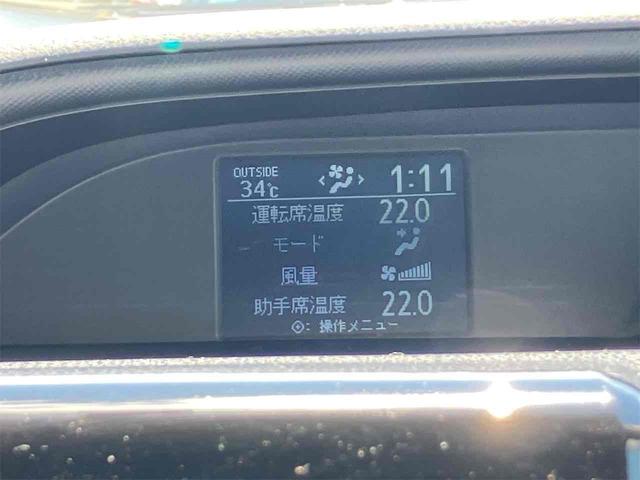 OUTSIDE
34℃ 1:11
運転席温度 22.0
モード
風量
助手席温度 22.0
: 操作メニュー